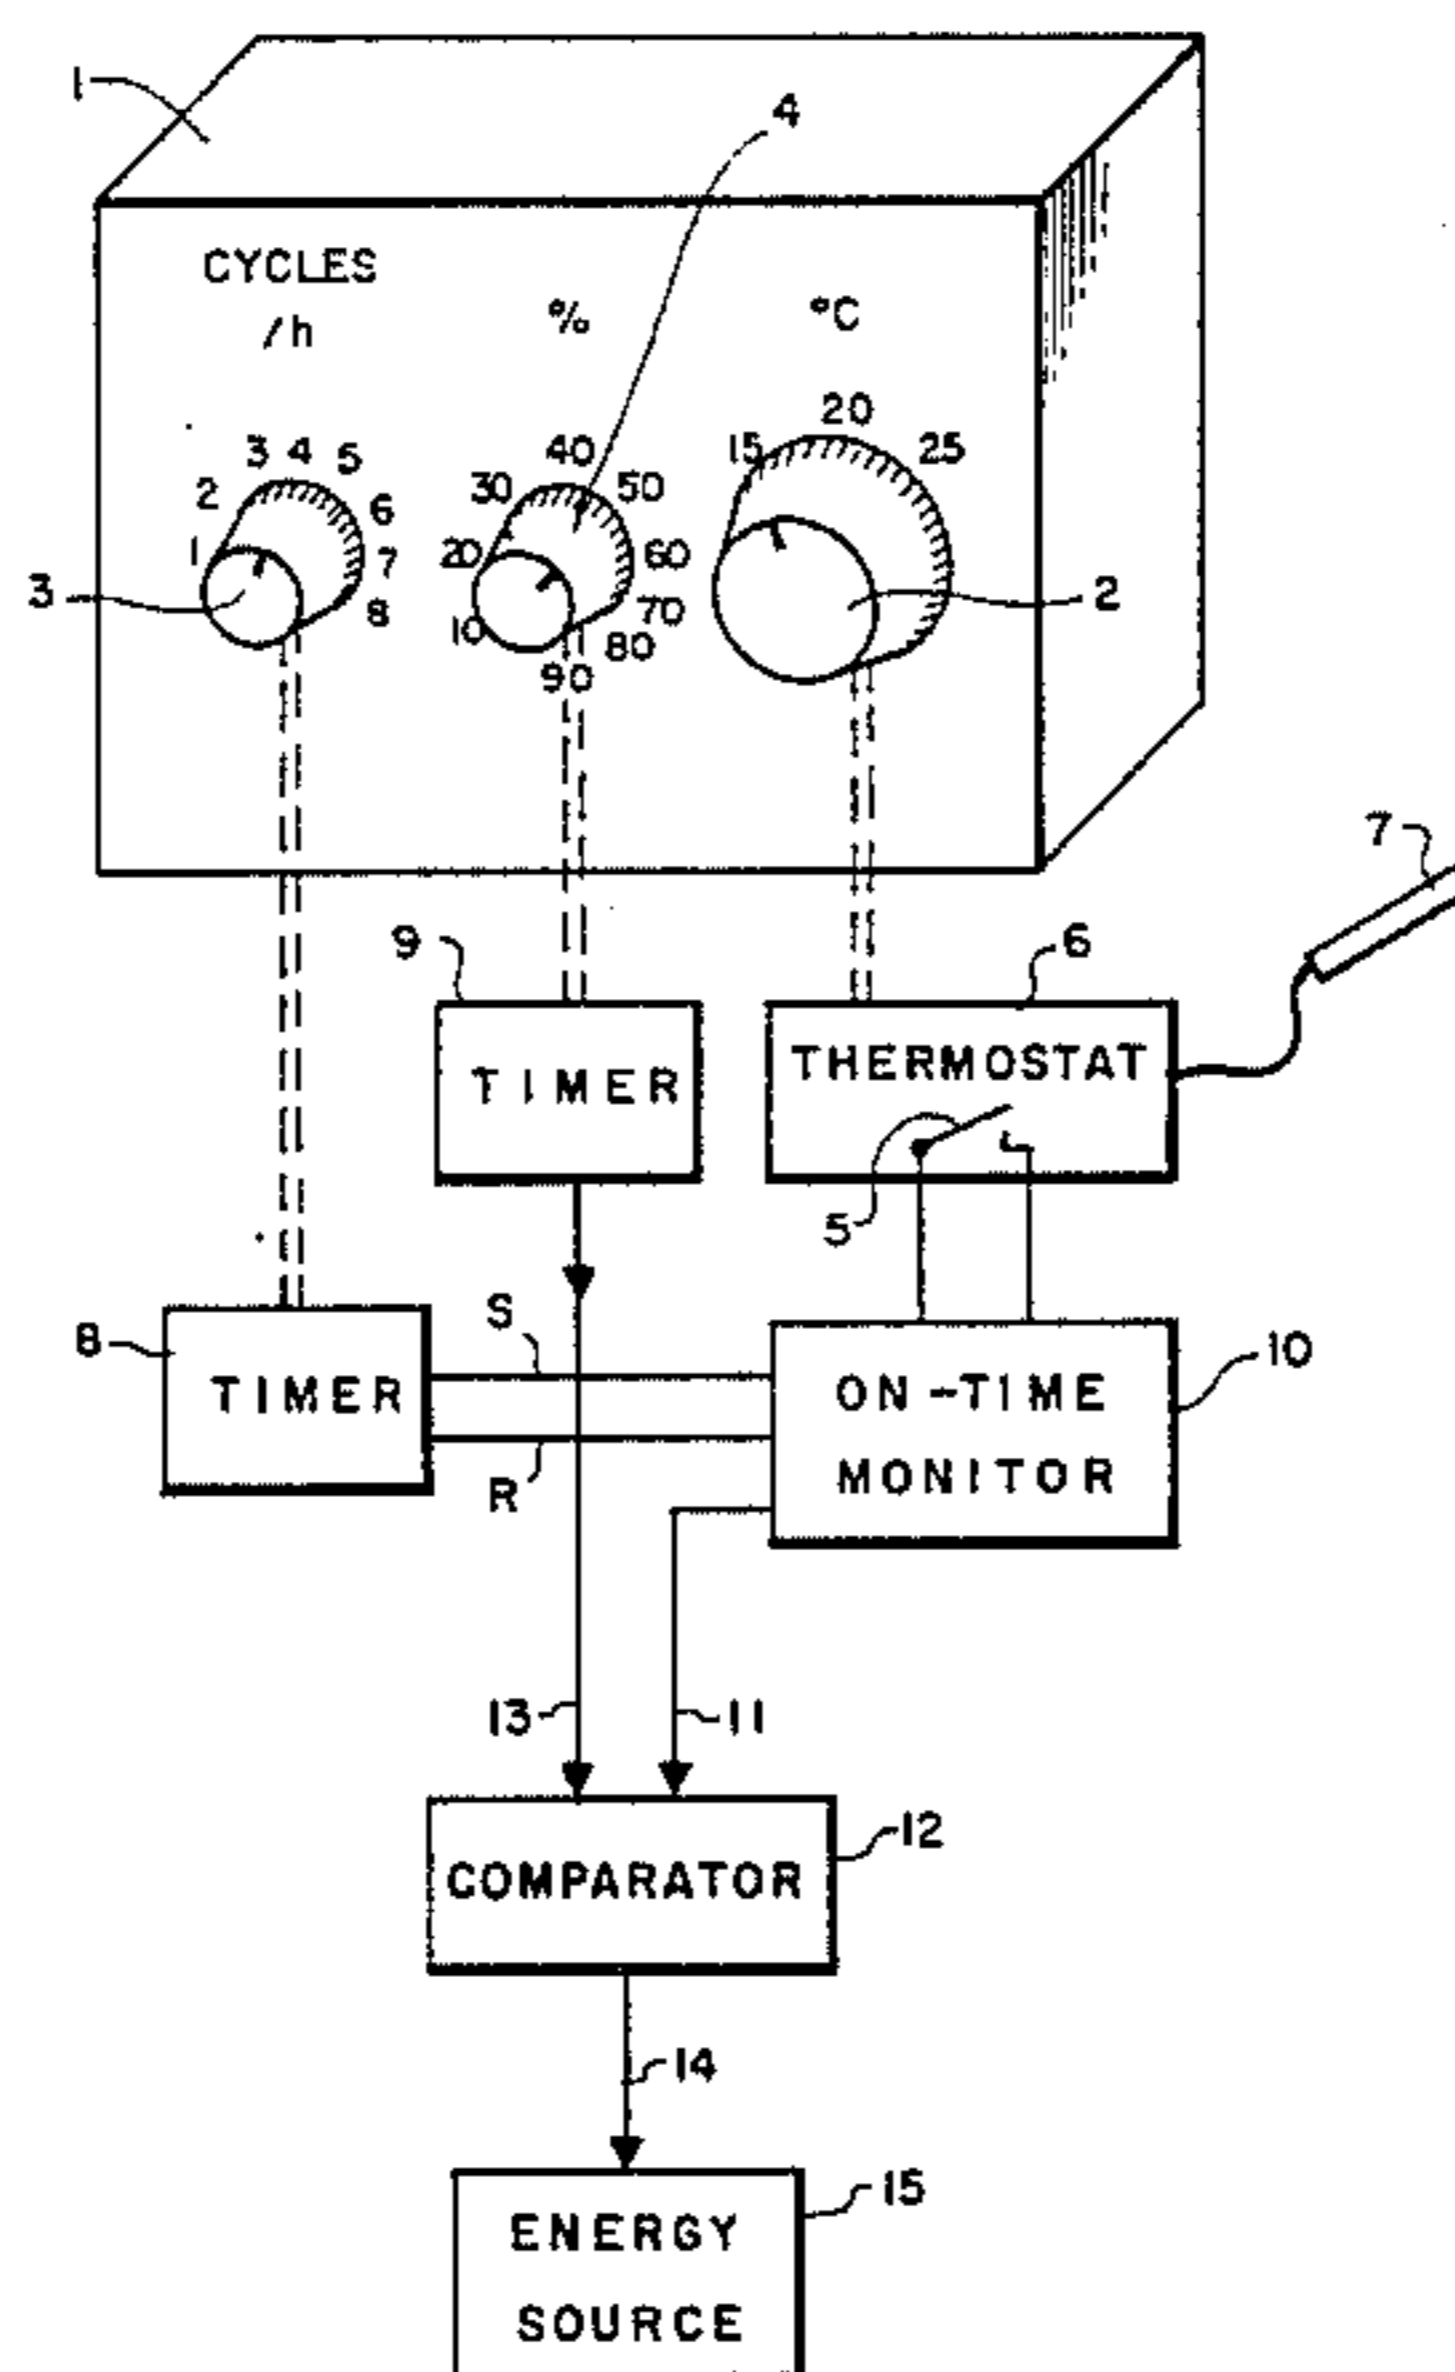 1
4
CYCLES
/h
%
°C
1 2 3 4 5 6 7 8
10 20 30 40 50 60 70 80 90
15 20 25
3
2
7
9
6
TIMER
THERMOSTAT
5
8
S
TIMER
R
ON-TIME
MONITOR
10
13
11
12
COMPARATOR
14
15
ENERGY
SOURCE